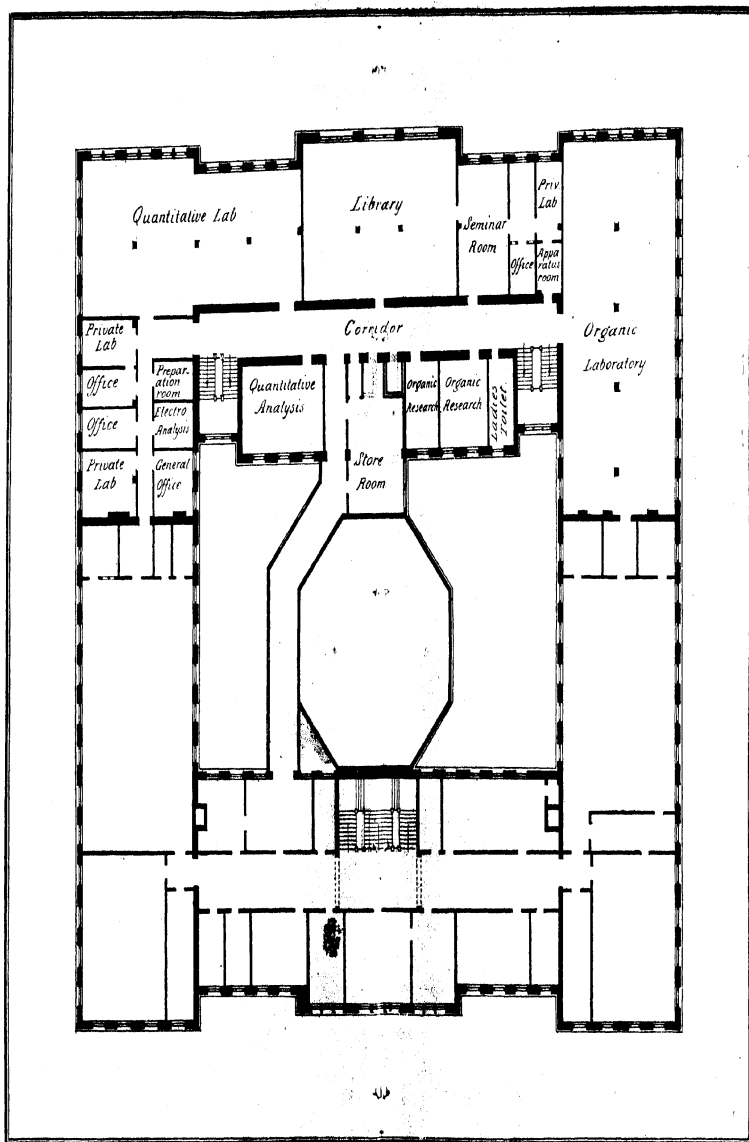 Quantitative Lab
Library
Seminar
Room
Office
Priv.
Lab
Appa
ratus
room
Corridor
Organic
Laboratory
Private
Lab
Office
Office
Private
Lab
Prepar-
ation
room
Electro
Analysis
General
Office
Quantitative
Analysis
Organic
Research
Organic
Research
Ladies
Toilet.
Store
Room